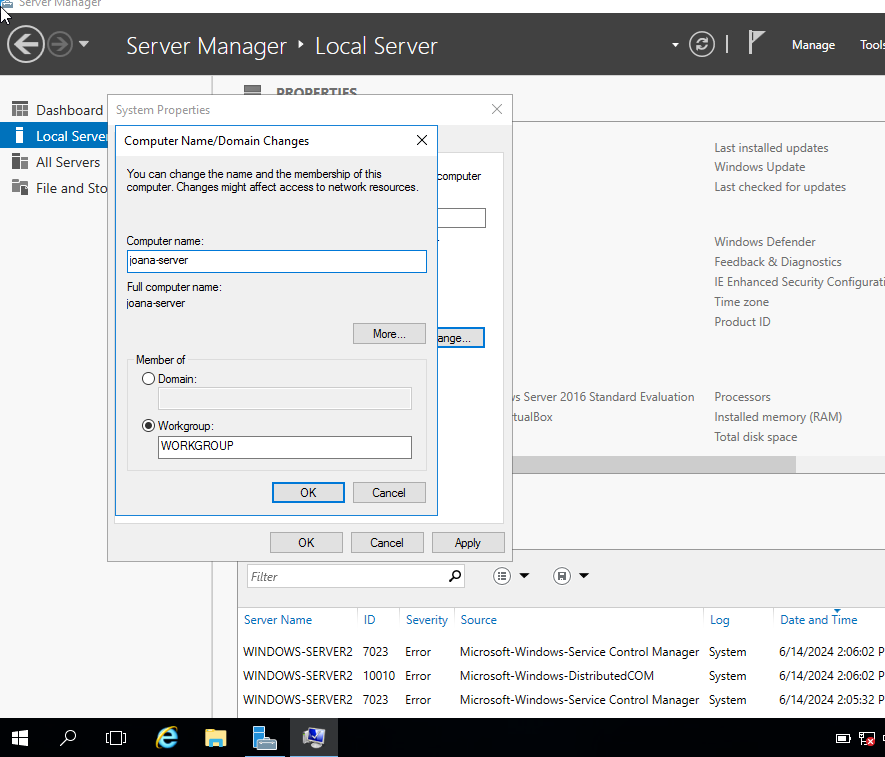 Server Manager
Server Manager ‣ Local Server
Manage
Tools
PROPERTIES
Dashboard
Local Server
All Servers
File and Sto
System Properties
Computer Name/Domain Changes
You can change the name and the membership of this
computer. Changes might affect access to network resources.
computer
Computer name:
joana-server
Full computer name:
joana-server
More...
ange...
Member of
Domain:
Workgroup:
WORKGROUP
OK
Cancel
OK
Cancel
Apply
Last installed updates
Windows Update
Last checked for updates
Windows Defender
Feedback & Diagnostics
IE Enhanced Security Configurati
Time zone
Product ID
vs Server 2016 Standard Evaluation
Processors
rtualBox
Installed memory (RAM)
Total disk space
Filter
Server Name ID Severity Source Log Date and Time
WINDOWS-SERVER2 7023 Error Microsoft-Windows-Service Control Manager System 6/14/2024 2:06:02 P
WINDOWS-SERVER2 10010 Error Microsoft-Windows-DistributedCOM System 6/14/2024 2:06:02 P
WINDOWS-SERVER2 7023 Error Microsoft-Windows-Service Control Manager System 6/14/2024 2:05:32 P